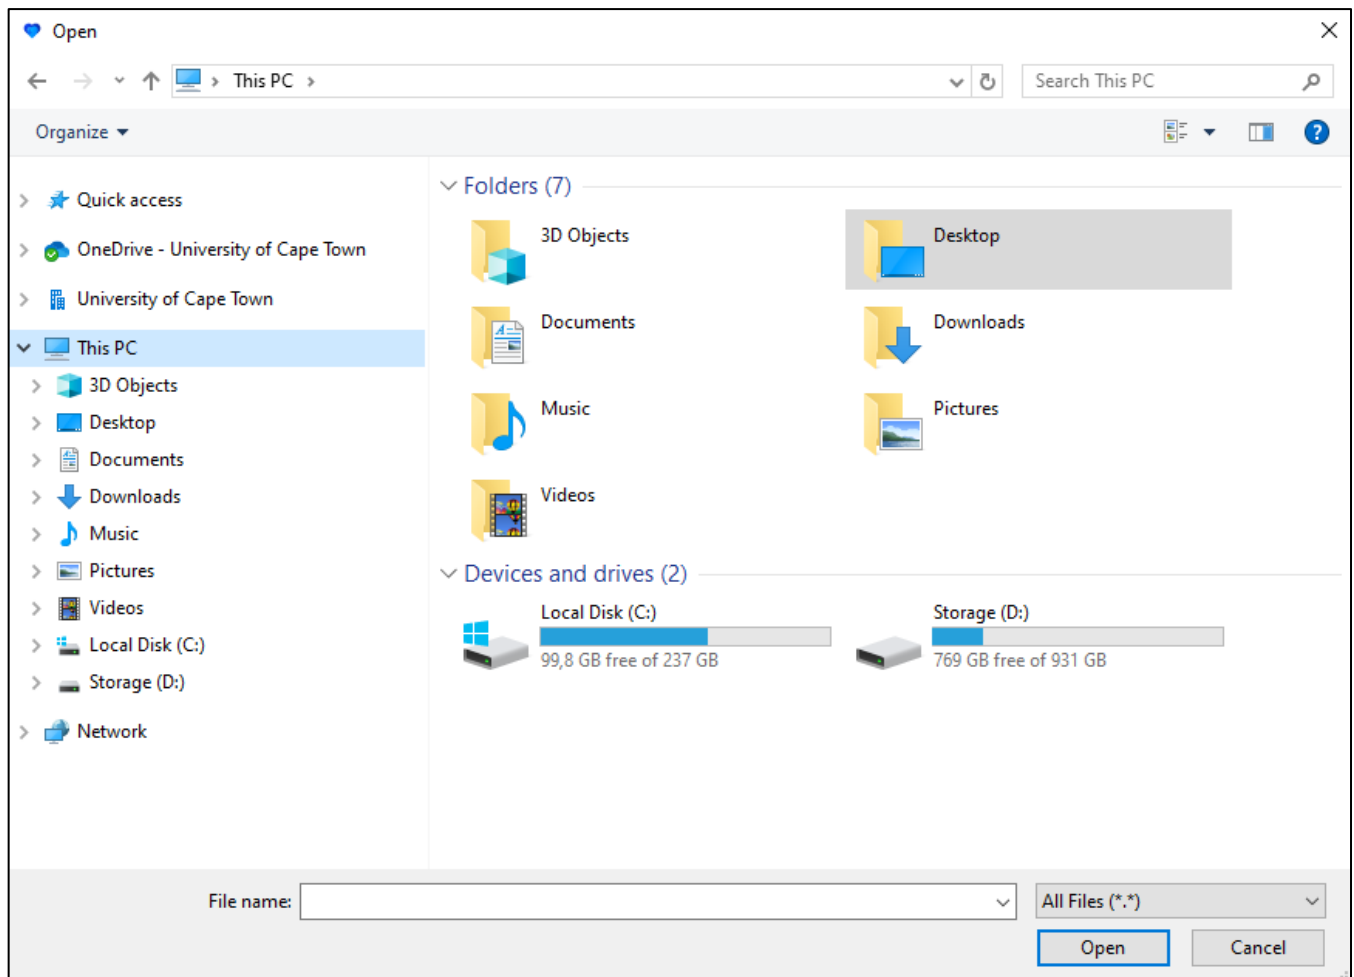 Open
This PC
Search This PC
Organize
Quick access
OneDrive - University of Cape Town
University of Cape Town
This PC
3D Objects
Desktop
Documents
Downloads
Music
Pictures
Videos
Local Disk (C:)
Storage (D:)
Network
Folders (7)
3D Objects
Desktop
Documents
Downloads
Music
Pictures
Videos
Devices and drives (2)
Local Disk (C:)
99,8 GB free of 237 GB
Storage (D:)
769 GB free of 931 GB
File name:
All Files (*.*)
Open
Cancel